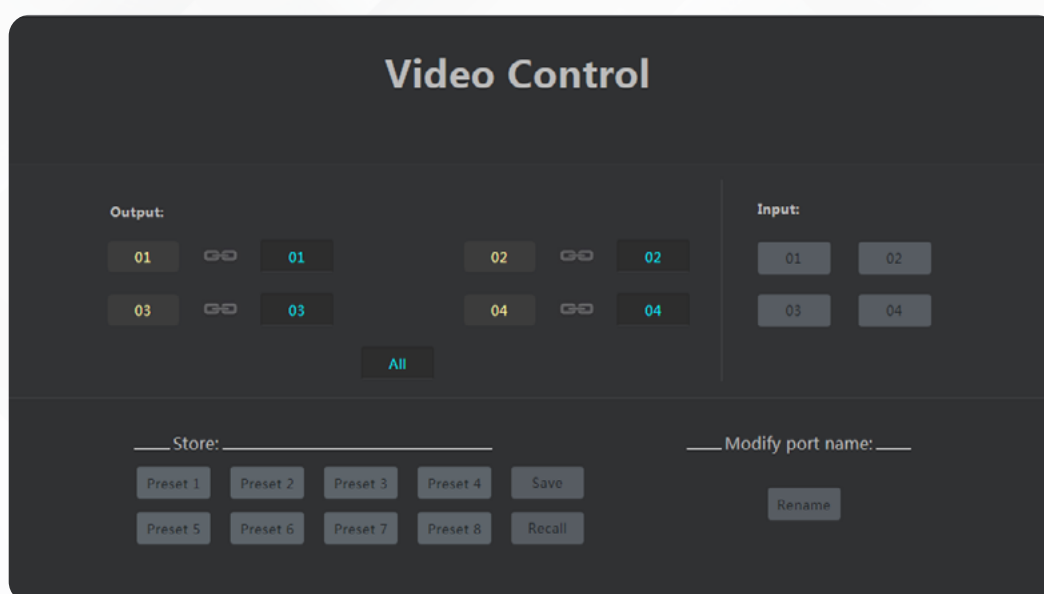 Video Control
Output:
Input:
01 01 02 02
01 02
03 03 04 04
03 04
All
Store:
Modify port name:
Preset 1 Preset 2 Preset 3 Preset 4 Save
Rename
Preset 5 Preset 6 Preset 7 Preset 8 Recall